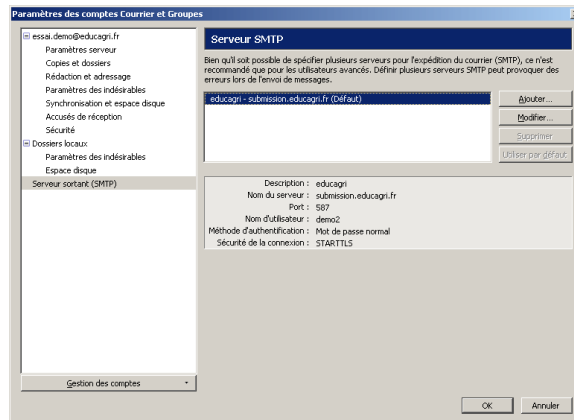 Paramètres des comptes Courrier et Groupes
essai.demo@educagri.fr
Paramètres serveur
Copies et dossiers
Rédaction et adressage
Paramètres des indésirables
Synchronisation et espace disque
Accusés de réception
Sécurité
Dossiers locaux
Paramètres des indésirables
Espace disque
Serveur sortant (SMTP)
Gestion des comptes
Serveur SMTP
Bien qu'il soit possible de spécifier plusieurs serveurs pour l'expédition du courrier (SMTP), ce n'est
recommandé que pour les utilisateurs avancés. Définir plusieurs serveurs SMTP peut provoquer des
erreurs lors de l'envoi de messages.
educagri - submission.educagri.fr (Défaut)
Ajouter...
Modifier...
Supprimer
Utiliser par défaut
Description : educagri
Nom du serveur : submission.educagri.fr
Port : 587
Nom d'utilisateur : demo2
Méthode d'authentification : Mot de passe normal
Sécurité de la connexion : STARTTLS
OK
Annuler